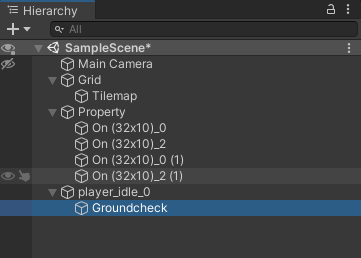 Hierarchy
All
SampleScene*
Main Camera
Grid
Tilemap
Property
On (32x10)_0
On (32x10)_2
On (32x10)_0 (1)
On (32x10)_2 (1)
player_idle_0
Groundcheck